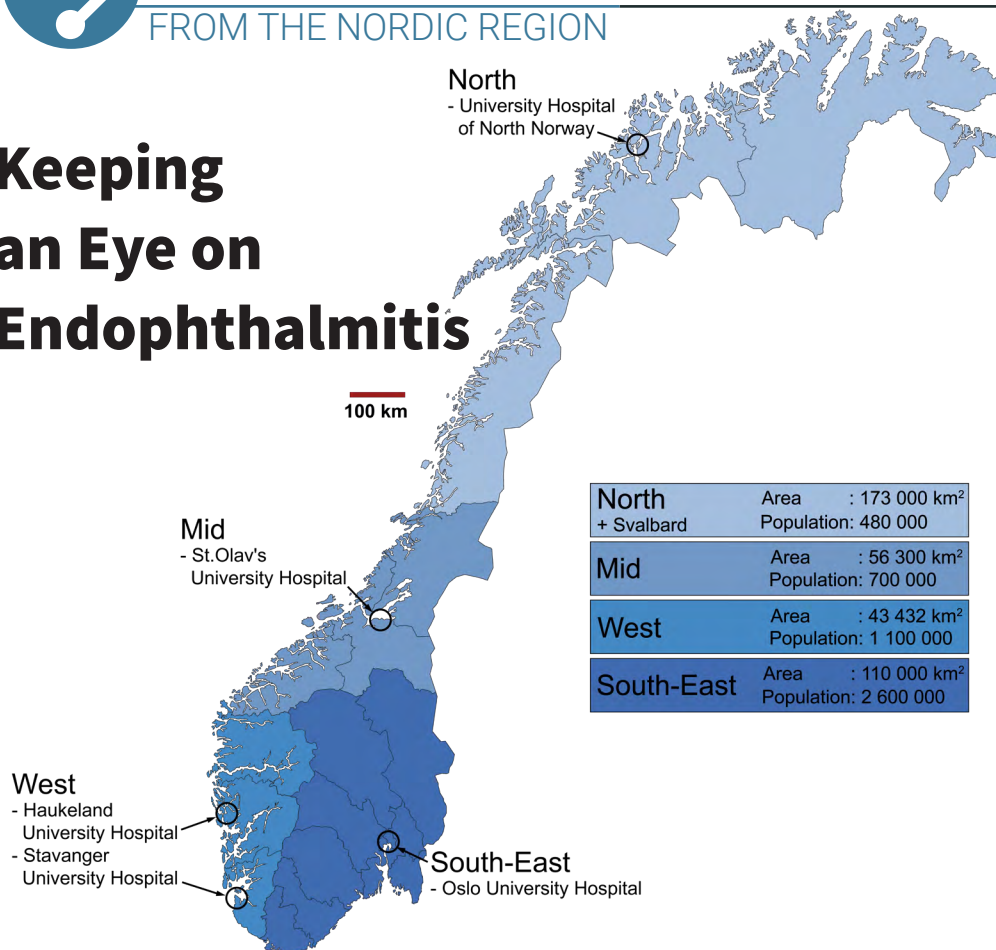 FROM THE NORDIC REGION
Keeping
an Eye on
Endophthalmitis
North
- University Hospital
of North Norway
100 km
Mid
- St.Olav's
University Hospital
North
+ Svalbard
Area : 173 000 km²
Population: 480 000
Mid
Area : 56 300 km²
Population: 700 000
West
Area : 43 432 km²
Population: 1 100 000
South-East
Area : 110 000 km²
Population: 2 600 000
West
- Haukeland
University Hospital
- Stavanger
University Hospital
South-East
- Oslo University Hospital